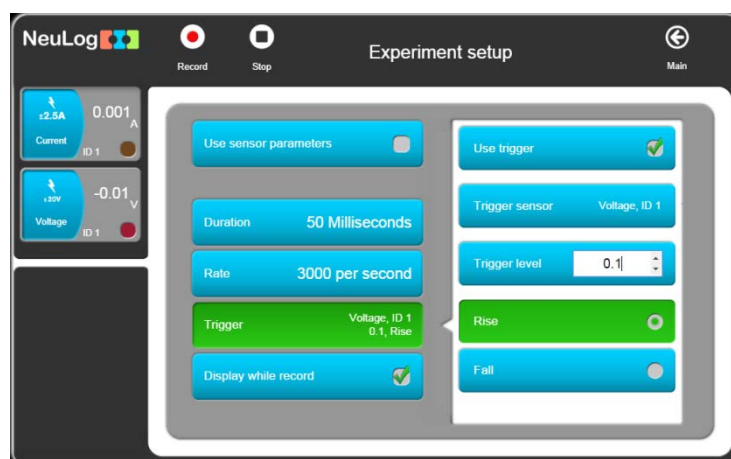 NeuLog
Record
Stop
Experiment setup
Main
±2.5A
0.001
A
Current
ID 1
±20V
-0.01
V
Voltage
ID 1
Use sensor parameters
Duration
50 Milliseconds
Rate
3000 per second
Trigger
Voltage, ID 1
0.1, Rise
Display while record
Use trigger
Trigger sensor
Voltage, ID 1
Trigger level
0.1
Rise
Fall